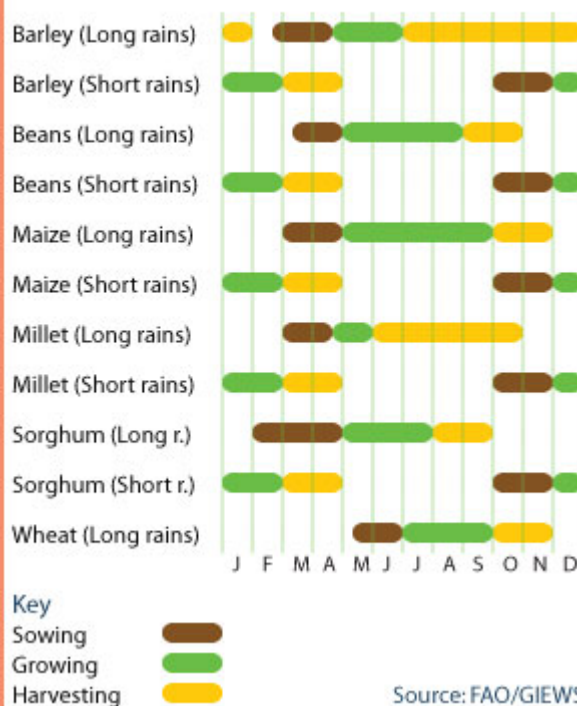 Barley (Long rains)
Barley (Short rains)
Beans (Long rains)
Beans (Short rains)
Maize (Long rains)
Maize (Short rains)
Millet (Long rains)
Millet (Short rains)
Sorghum (Long r.)
Sorghum (Short r.)
Wheat (Long rains)
J F M A M J J A S O N D
Key
Sowing
Growing
Harvesting
Source: FAO/GIEWS